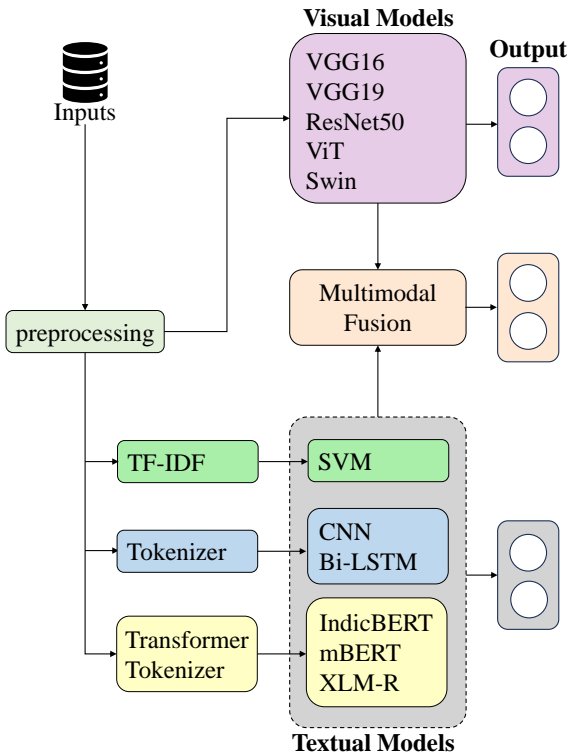 Visual Models
Output
VGG16
VGG19
ResNet50
ViT
Swin
Inputs
Multimodal
Fusion
preprocessing
TF-IDF
SVM
Tokenizer
CNN
Bi-LSTM
Transformer
Tokenizer
IndicBERT
mBERT
XLM-R
Textual Models